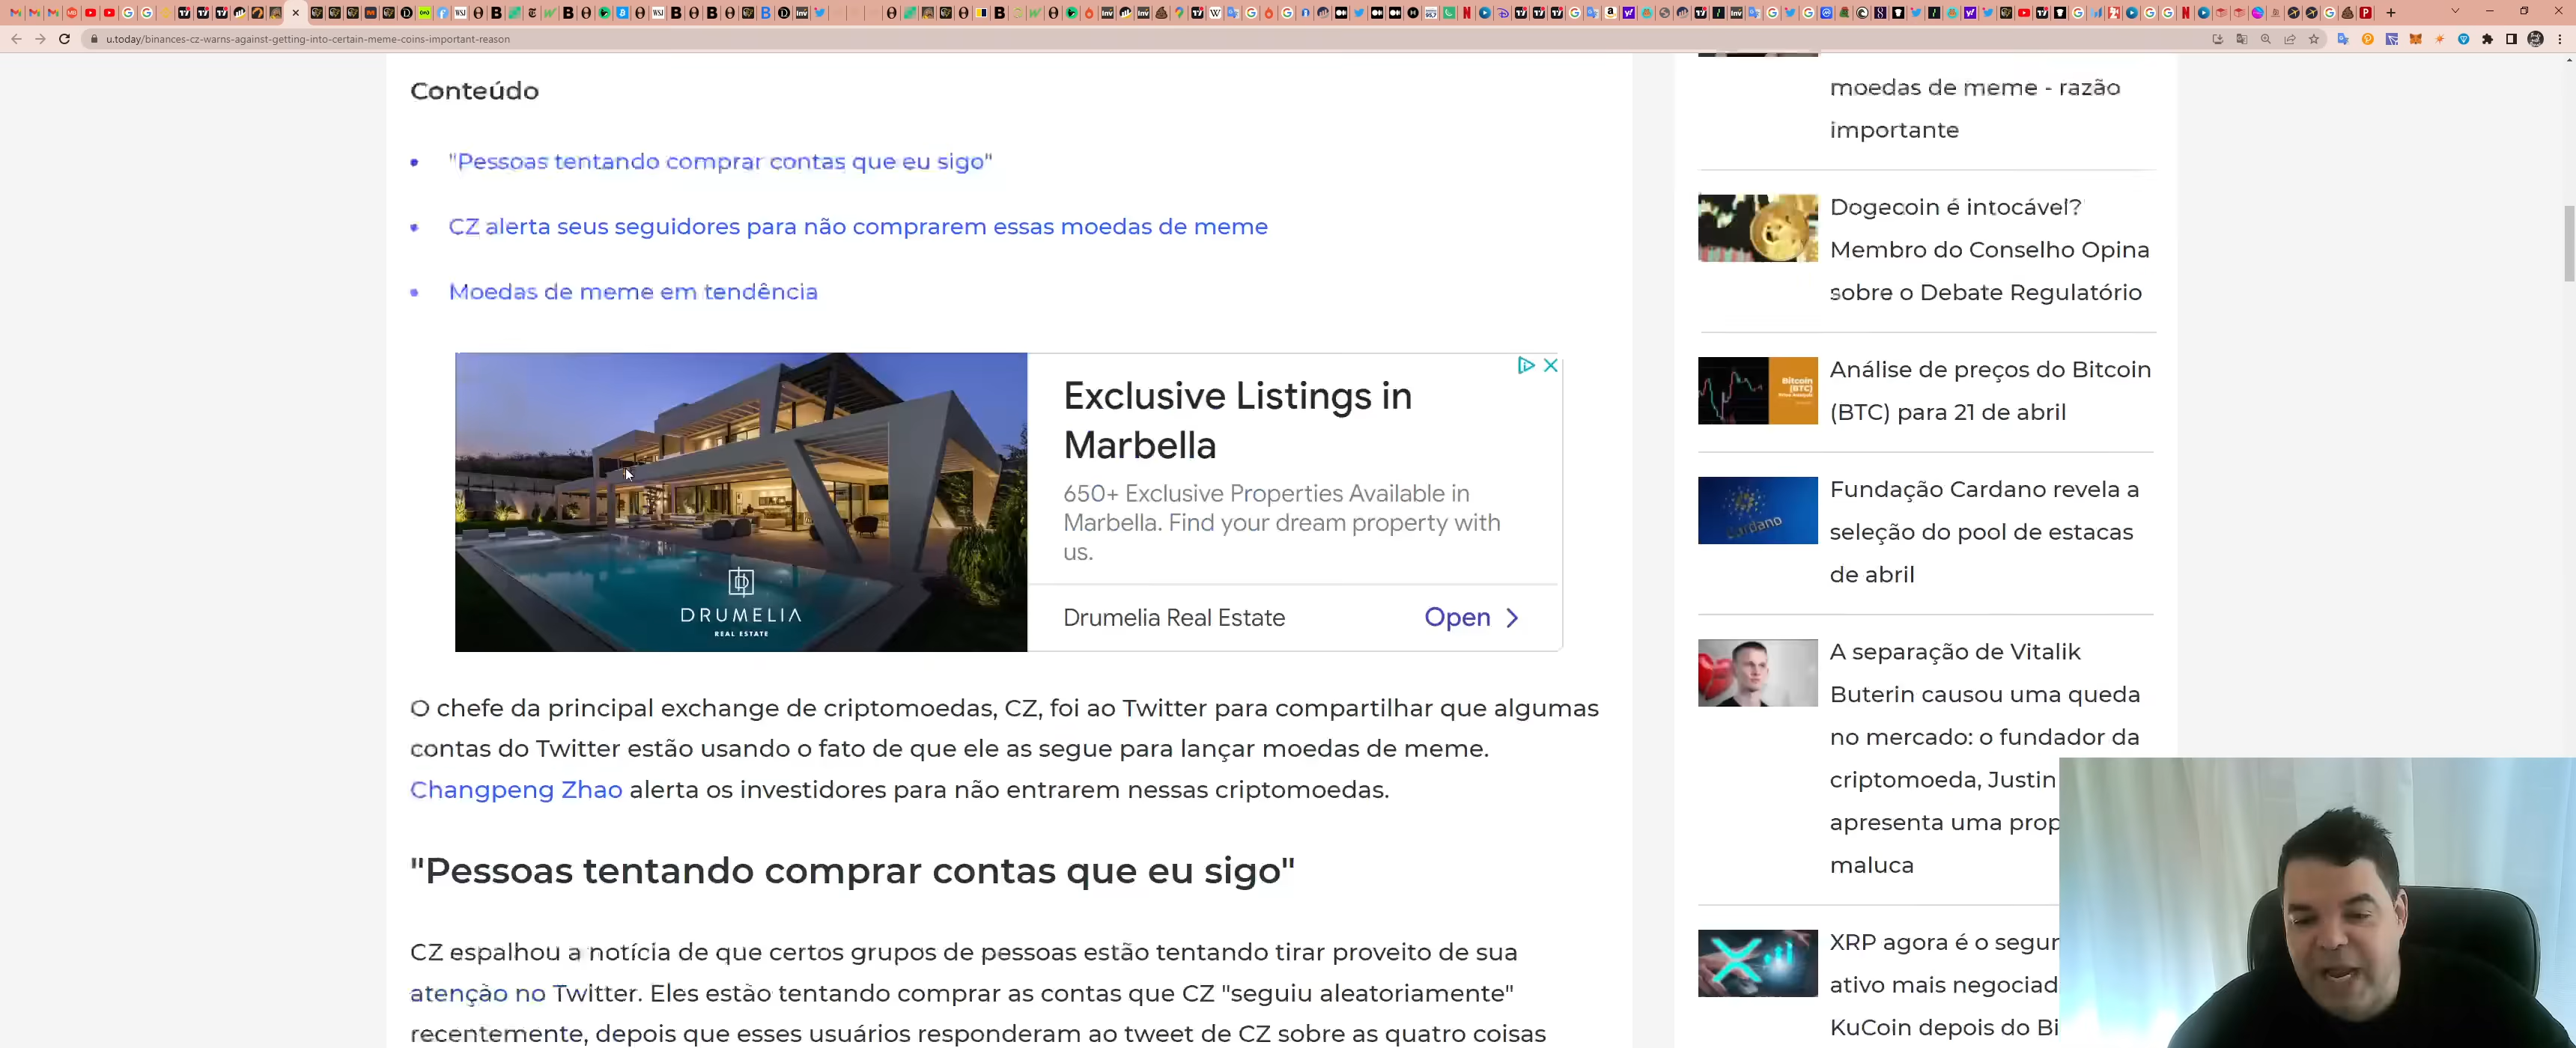 u.today/binances-cz-warns-against-getting-into-certain-meme-coins-important-reason
Conteúdo
"Pessoas tentando comprar contas que eu sigo"
CZ alerta seus seguidores para não comprarem essas moedas de meme
Moedas de meme em tendência
DRUMELIA
REAL ESTATE
Exclusive Listings in
Marbella
650+ Exclusive Properties Available in
Marbella. Find your dream property with
us.
Drumelia Real Estate
Open
O chefe da principal exchange de criptomoedas, CZ, foi ao Twitter para compartilhar que algumas
contas do Twitter estão usando o fato de que ele as segue para lançar moedas de meme.
Changpeng Zhao alerta os investidores para não entrarem nessas criptomoedas.
"Pessoas tentando comprar contas que eu sigo"
CZ espalhou a notícia de que certos grupos de pessoas estão tentando tirar proveito de sua
atenção no Twitter. Eles estão tentando comprar as contas que CZ "seguiu aleatoriamente"
recentemente, depois que esses usuários responderam ao tweet de CZ sobre as quatro coisas
moedas de meme - razão
importante
Dogecoin é intocável?
Membro do Conselho Opina
sobre o Debate Regulatório
Bitcoin
(BTC)
Análise de preços do Bitcoin
(BTC) para 21 de abril
Cardano
Fundação Cardano revela a
seleção do pool de estacas
de abril
A separação de Vitalik
Buterin causou uma queda
no mercado: o fundador da
criptomoeda, Justin
apresenta uma prop
maluca
XRP agora é o segur
ativo mais negociad
KuCoin depois do Bi